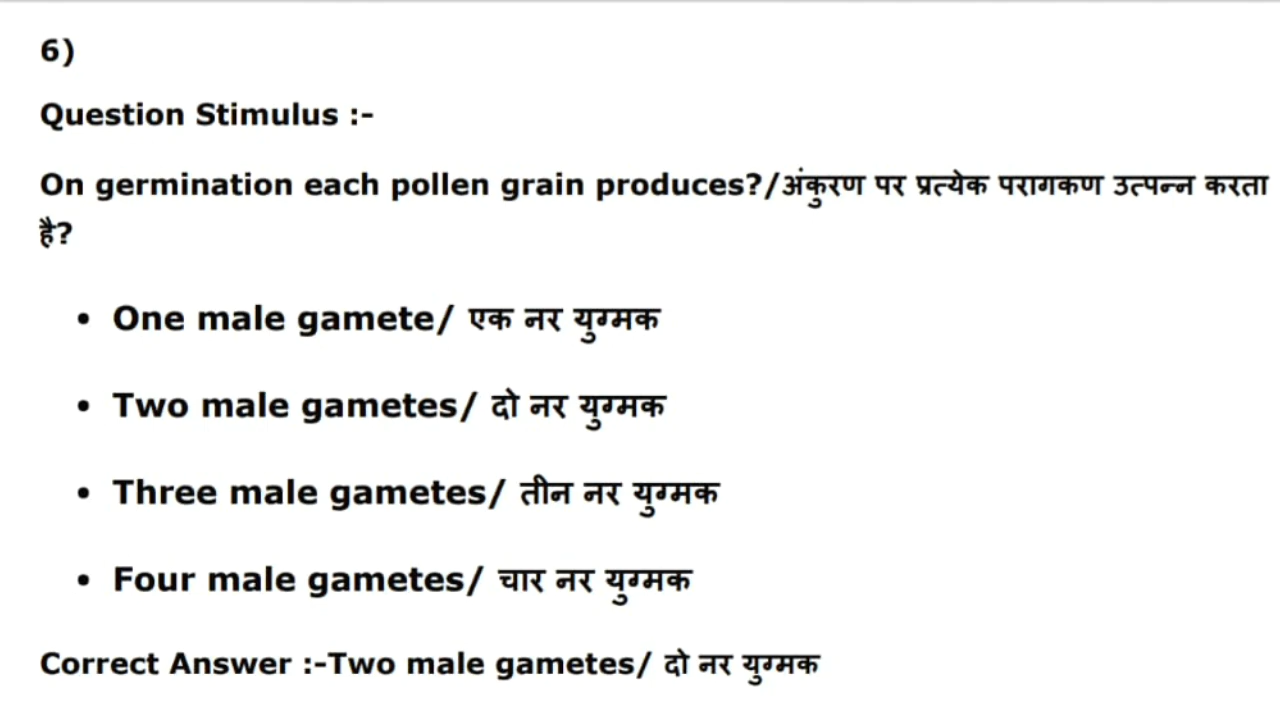 6)
Question Stimulus :-
On germination each pollen grain produces?/अंकुरण पर प्रत्येक परागकण उत्पन्न करता
है?
• One male gamete/ एक नर युग्मक
• Two male gametes/ दो नर युग्मक
• Three male gametes/ तीन नर युग्मक
• Four male gametes/ चार नर युग्मक
Correct Answer :-Two male gametes/ दो नर युग्मक